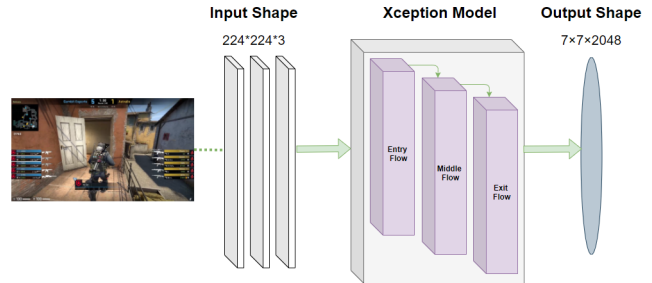 Input Shape
Xception Model
Output Shape
224*224*3
7×7×2048
Entry
Flow
Middle
Flow
Exit
Flow